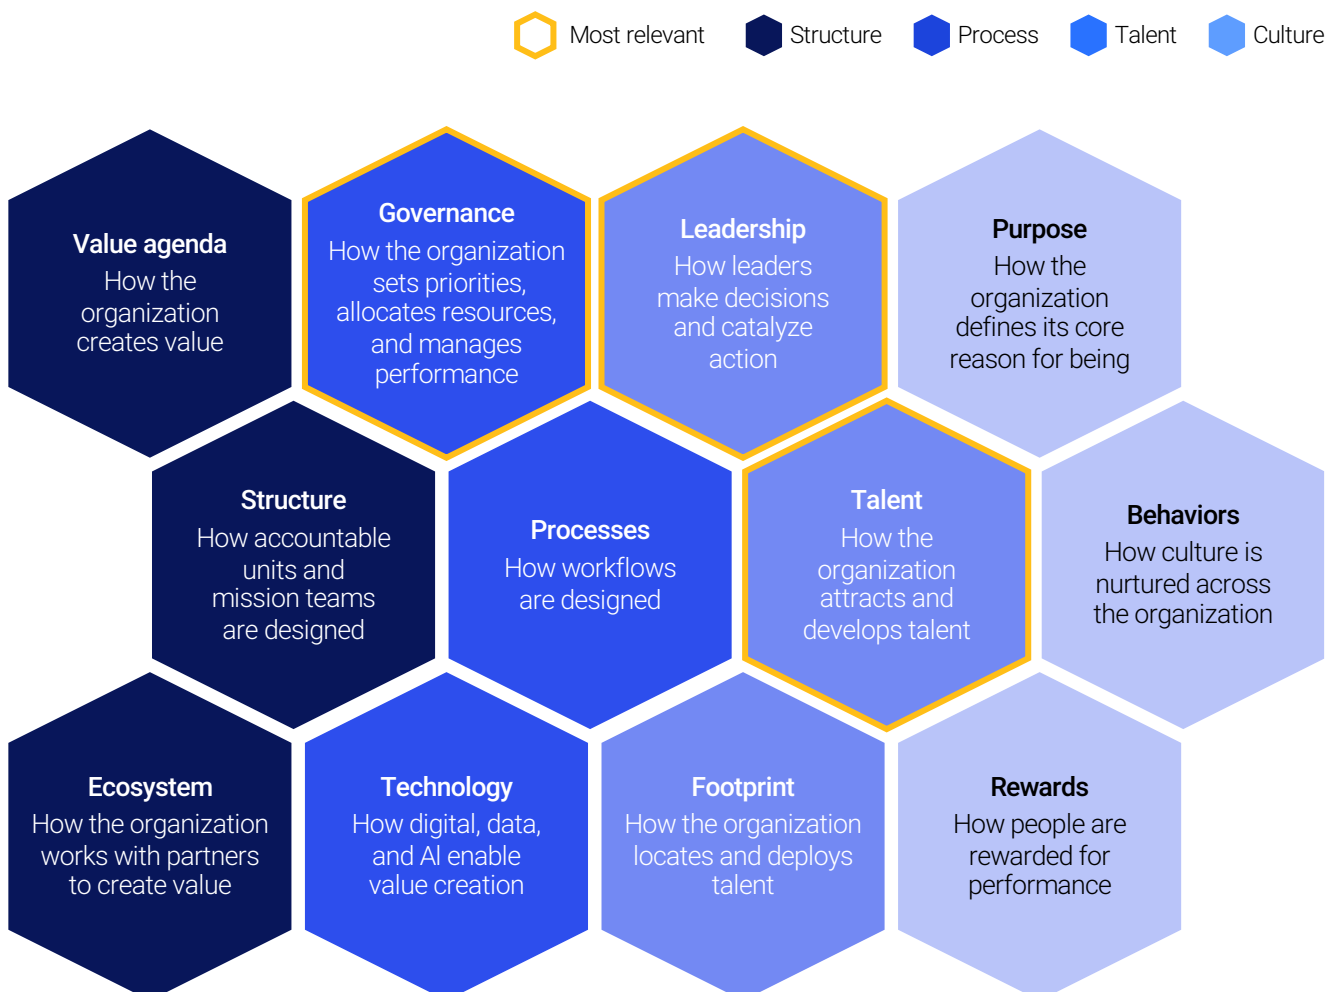 Most relevant
Structure
Process
Talent
Culture
Value agenda
How the
organization
creates value
Governance
How the organization
sets priorities,
allocates resources,
and manages
performance
Leadership
How leaders
make decisions
and catalyze
action
Purpose
How the
organization
defines its core
reason for being
Structure
How accountable
units and
mission teams
are designed
Processes
How workflows
are designed
Talent
How the
organization
attracts and
develops talent
Behaviors
How culture is
nurtured across
the organization
Ecosystem
How the organization
works with partners
to create value
Technology
How digital, data,
and AI enable
value creation
Footprint
How the organization
locates and deploys
talent
Rewards
How people are
rewarded for
performance